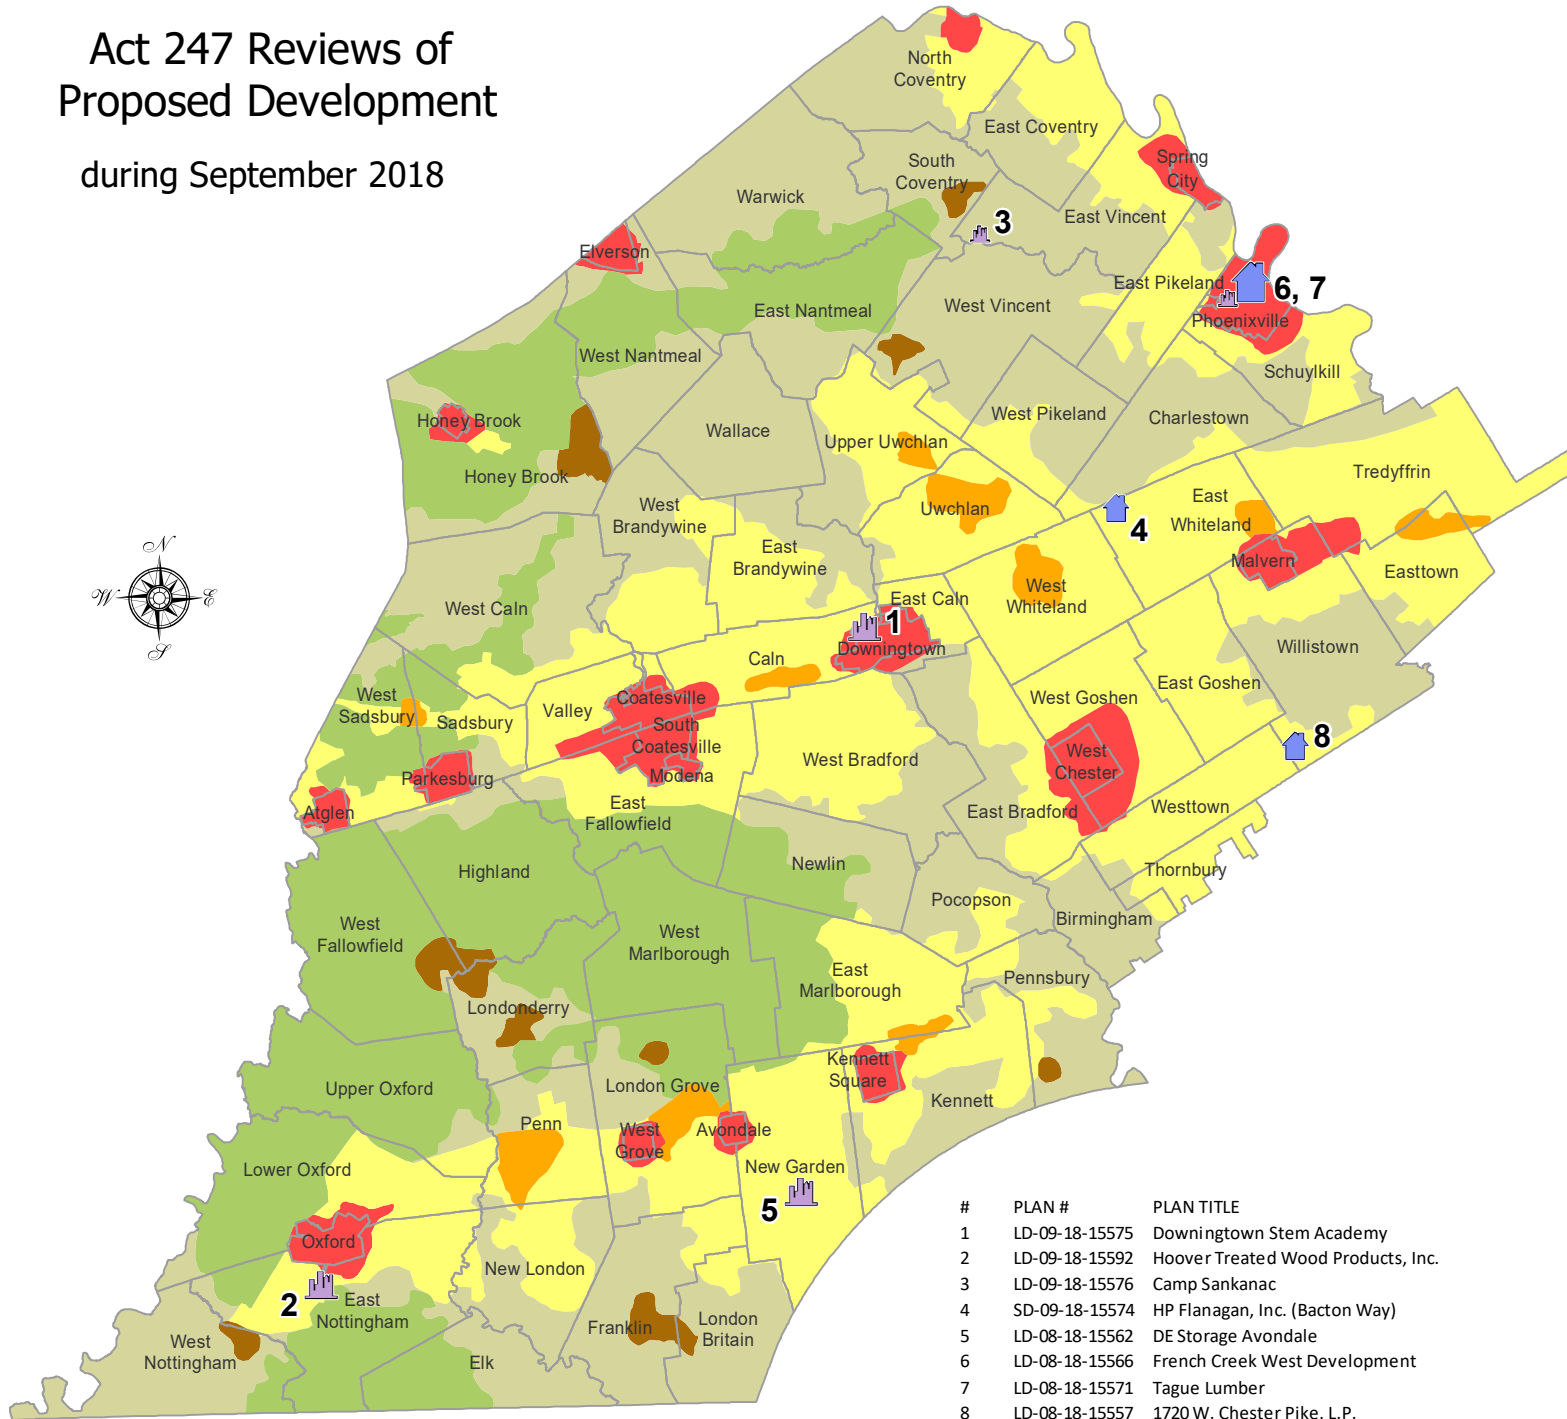 Act 247 Reviews of
Proposed Development
during September 2018
North
Coventry
East Coventry
Spring
City
South
Coventry
Warwick
East Vincent
3
Elverson
East Pikeland
6, 7
West Vincent
East Nantmeal
Phoenixville
West Nantmeal
Schuylkill
Honey Brook
West Pikeland
Charlestown
Wallace
Upper Uwchlan
Tredyffrin
Honey Brook
West
Brandywine
Uwchlan
East
Whiteland
4
East
Brandywine
Malvern
Easttown
West
Whiteland
N
W
E
S
West Caln
East Caln
1
Downingtown
Willistown
Caln
West
Sadsbury
Sadsbury
Valley
Coatesville
South
Coatesville
Modena
West Goshen
East Goshen
8
West Bradford
West
Chester
Parkesburg
Atglen
East
Fallowfield
East Bradford
Westtown
Highland
Newlin
Thornbury
Pocopson
Birmingham
West
Fallowfield
West
Marlborough
East
Marlborough
Pennsbury
Londonderry
Kennett
Square
Upper Oxford
London Grove
Kennett
Penn
West
Grove
Avondale
Lower Oxford
New Garden
5
Oxford
New London
2
East
Nottingham
West
Nottingham
Elk
Franklin
London
Britain
# PLAN # PLAN TITLE
1 LD-09-18-15575 Downingtown Stem Academy
2 LD-09-18-15592 Hoover Treated Wood Products, Inc.
3 LD-09-18-15576 Camp Sankanac
4 SD-09-18-15574 HP Flanagan, Inc. (Bacton Way)
5 LD-08-18-15562 DE Storage Avondale
6 LD-08-18-15566 French Creek West Development
7 LD-08-18-15571 Tague Lumber
8 LD-08-18-15557 1720 W. Chester Pike, L.P.